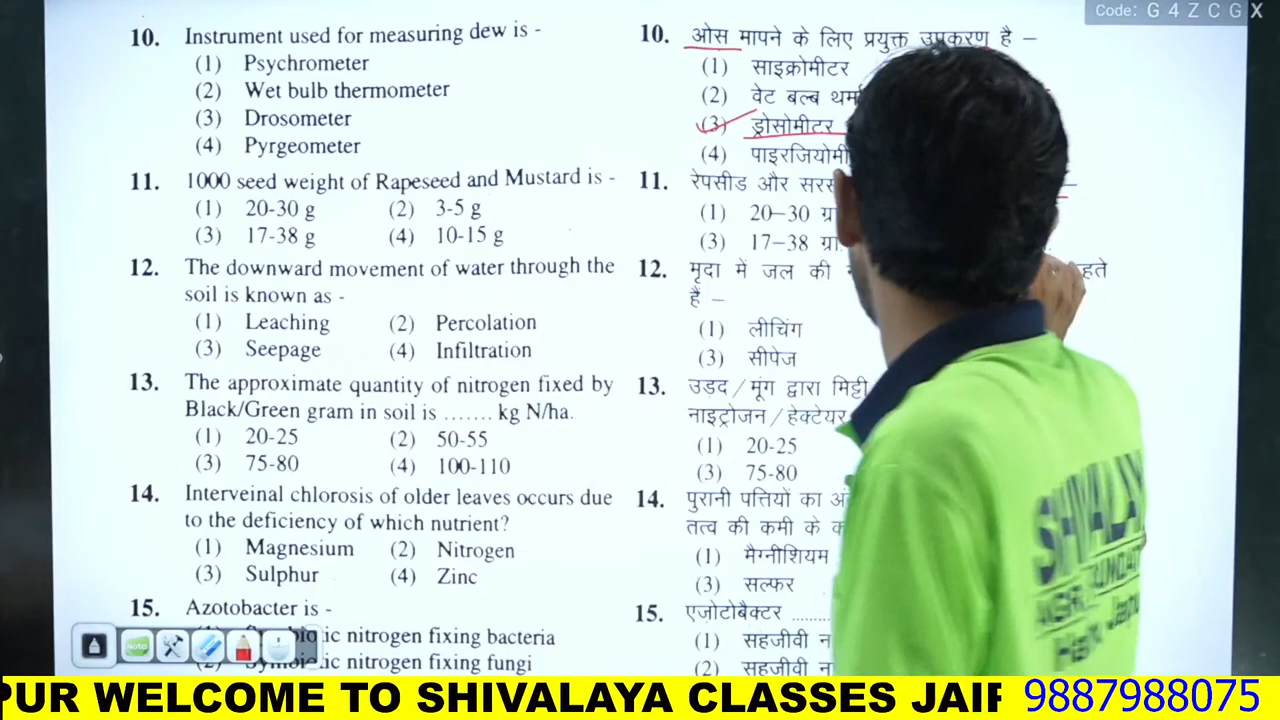 Code: G 4 Z C G X
10. Instrument used for measuring dew is -
(1) Psychrometer
(2) Wet bulb thermometer
(3) Drosometer
(4) Pyrgeometer
11. 1000 seed weight of Rapeseed and Mustard is -
(1) 20-30 g (2) 3-5 g
(3) 17-38 g (4) 10-15 g
12. The downward movement of water through the
soil is known as -
(1) Leaching (2) Percolation
(3) Seepage (4) Infiltration
13. The approximate quantity of nitrogen fixed by
Black/Green gram in soil is ....... kg N/ha.
(1) 20-25 (2) 50-55
(3) 75-80 (4) 100-110
14. Interveinal chlorosis of older leaves occurs due
to the deficiency of which nutrient?
(1) Magnesium (2) Nitrogen
(3) Sulphur (4) Zinc
15. Azotobacter is -
nitrogen fixing bacteria
nitrogen fixing fungi
10. ओस मापने के लिए प्रयुक्त उपकरण है –
(1) साइक्रोमीटर
(2) वेट बल्ब
(3) ड्रोसोमीटर
(4)
11. रेपसीड और
(1) 20–30
(3) 17–38
12. मृदा में जल की
हैं –
(1) लीचिंग
(3) सीपेज
13. उड़द / मूंग द्वारा मिट्टी
नाइट्रोजन / हेक्टेयर
(1) 20-25
(3) 75-80
14. पुरानी पत्तियों का
तत्व की कमी के
(1) मैग्नीशियम
(3) सल्फर
15. एज़ोटोबैक्टर ..........
(1) सहजीवी
(2) सहजीवी
Note
SHIVALAY
PUR WELCOME TO SHIVALAYA CLASSES JAIF 9887988075